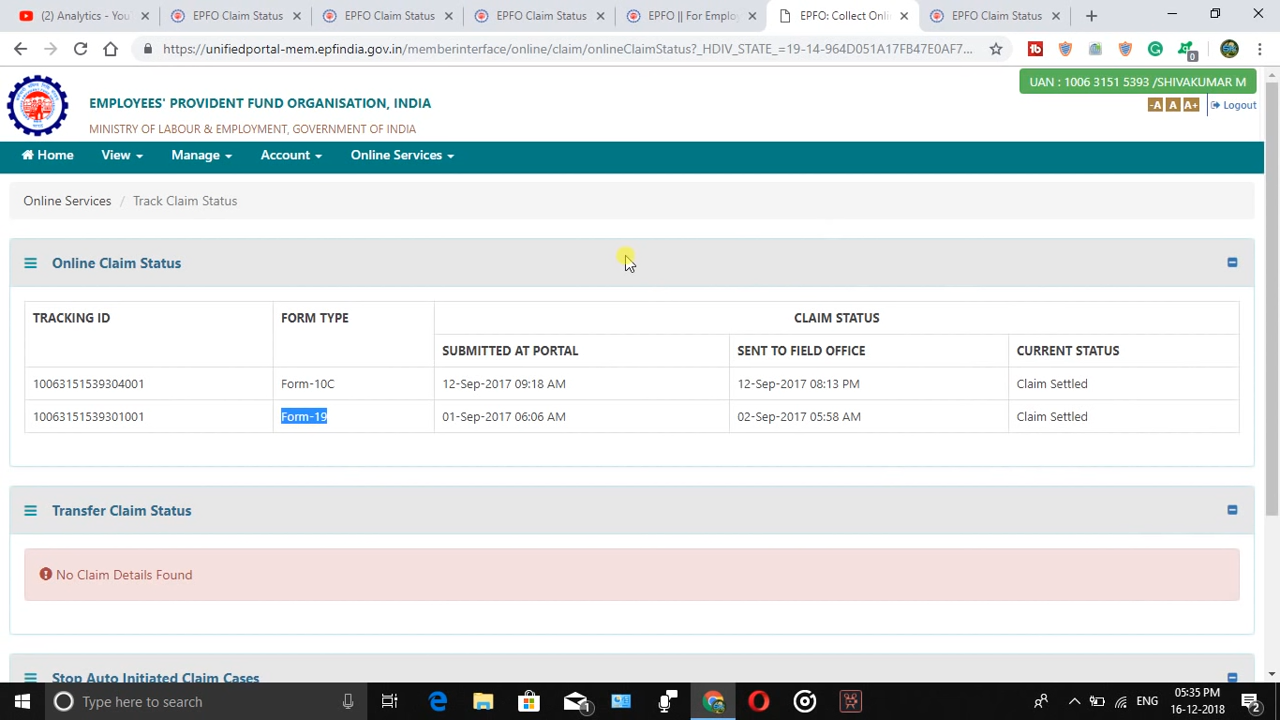 (2) Analytics - You
EPFO Claim Status
EPFO Claim Status
EPFO Claim Status
EPFO || For Employ
EPFO: Collect Onli
EPFO Claim Status
https://unifiedportal-mem.epfindia.gov.in/memberinterface/online/claim/onlineClaimStatus?_HDIV_STATE_=19-14-964D051A17FB47E0AF7...
0
UAN : 1006 3151 5393 /SHIVAKUMAR M
EMPLOYEES' PROVIDENT FUND ORGANISATION, INDIA
-A A A+ Logout
MINISTRY OF LABOUR & EMPLOYMENT, GOVERNMENT OF INDIA
Home View Manage Account Online Services
Online Services / Track Claim Status
Online Claim Status
TRACKING ID FORM TYPE CLAIM STATUS
SUBMITTED AT PORTAL SENT TO FIELD OFFICE CURRENT STATUS
10063151539304001 Form-10C 12-Sep-2017 09:18 AM 12-Sep-2017 08:13 PM Claim Settled
10063151539301001 Form-19 01-Sep-2017 06:06 AM 02-Sep-2017 05:58 AM Claim Settled
Transfer Claim Status
No Claim Details Found
Stop Auto Initiated Claim Cases
Type here to search
1
ENG
05:35 PM
16-12-2018
2